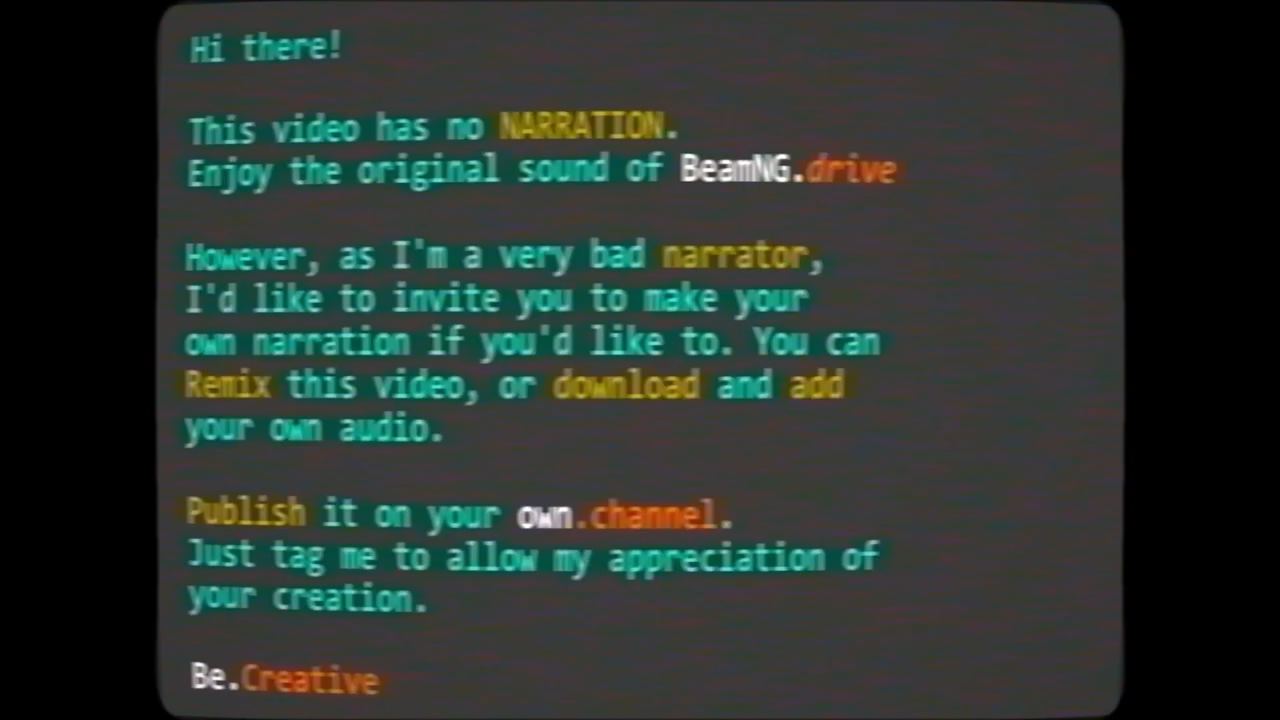 Hi there!
This video has no NARRATION.
Enjoy the original sound of BeamNG.drive
However, as I'm a very bad narrator,
I'd like to invite you to make your
own narration if you'd like to. You can
Remix this video, or download and add
your own audio.
Publish it on your own.channel.
Just tag me to allow my appreciation of
your creation.
Be.Creative